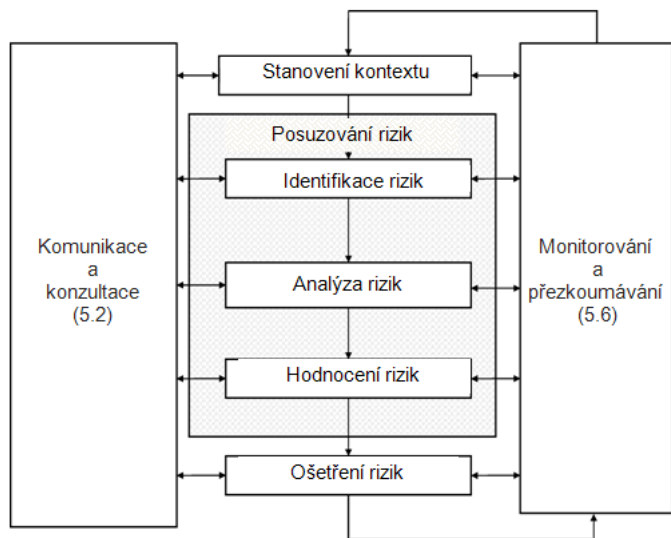 Stanovení kontextu
Posuzování rizik
Identifikace rizik
Komunikace
a
konzultace
(5.2)
Analýza rizik
Monitorování
a
přezkoumávání
(5.6)
Hodnocení rizik
Ošetření rizik